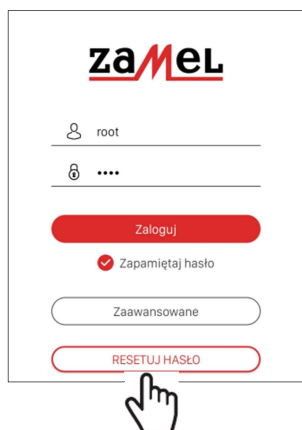 zaMeL
root
••••
Zaloguj
Zapamiętaj hasło
Zaawansowane
RESETUJ HASŁO